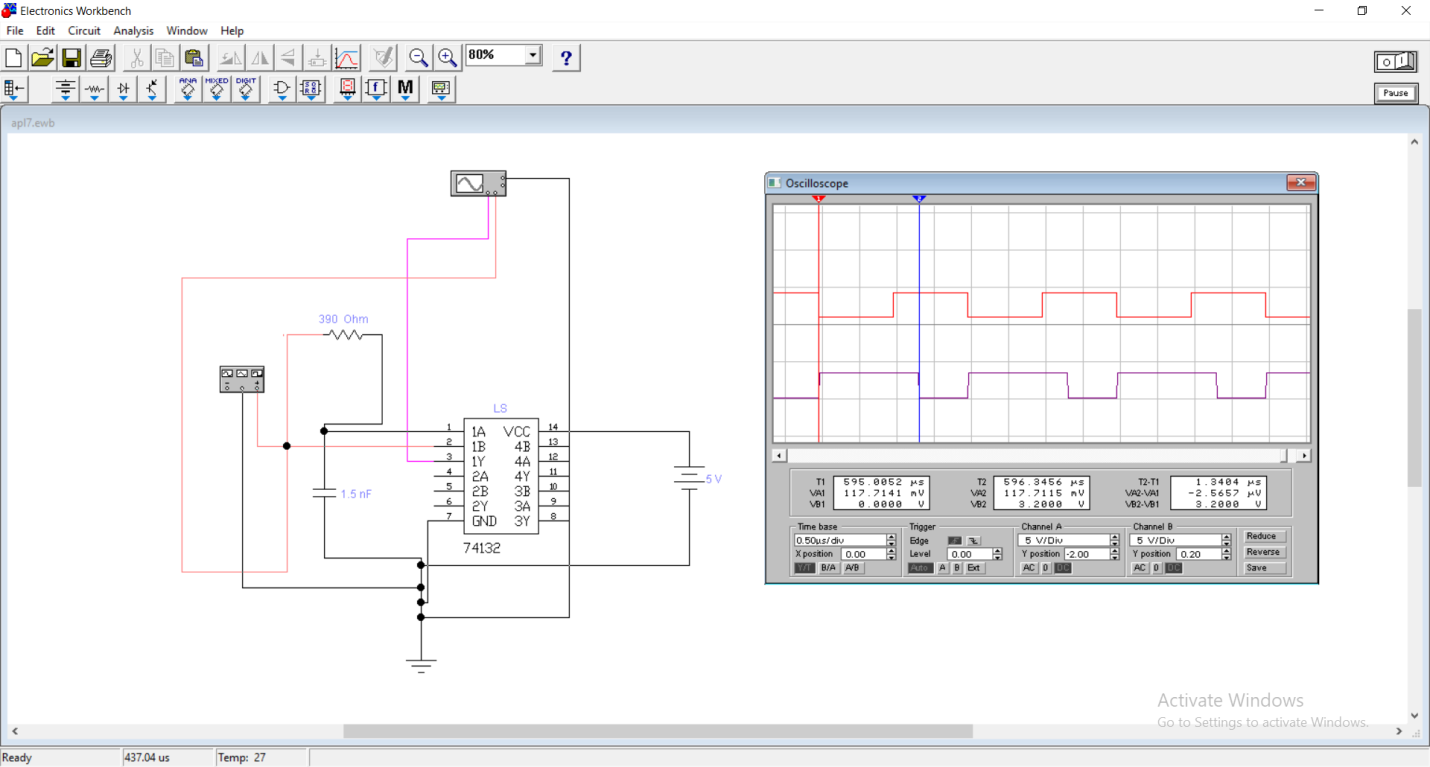 Electronics Workbench
File Edit Circuit Analysis Window Help
80%
?
ANA MIXED DIGIT
M
Pause
apl7.ewb
Oscilloscope
1 2
390 Ohm
LS
1 1A VCC 14
2 1B 4B 13
3 1Y 4A 12
4 2A 4Y 11
5 2B 3B 10
6 2Y 3A 9
7 GND 3Y 8
74132
1.5 nF
5 V
T1 595.0052 µs T2 596.3456 µs T2-T1 1.3404 µs
VA1 117.7141 mV VA2 117.7115 mV VA2-VA1 -2.5657 µV
VB1 0.0000 V VB2 3.2000 V VB2-VB1 3.2000 V
Time base Trigger Channel A Channel B
0.50µs/div Edge 5 V/Div 5 V/Div Reduce
X position 0.00 Level 0.00 Y position -2.00 Y position 0.20 Reverse
Y/T B/A A/B Auto A B Ext AC 0 DC AC 0 DC Save
Activate Windows
Go to Settings to activate Windows.
Ready 437.04 us Temp: 27